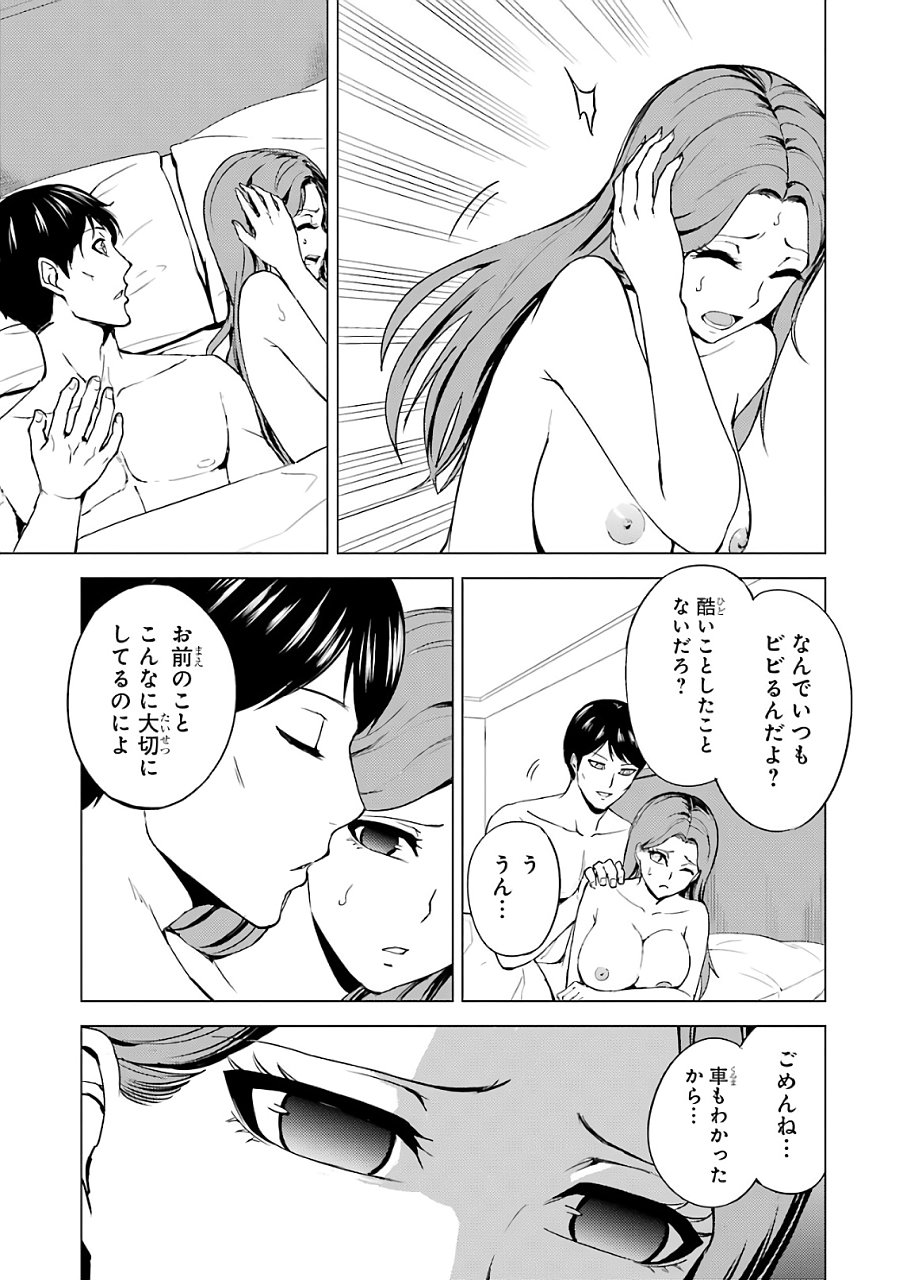 なんでいつも
ビビるんだよ?
酷いことしたこと
ないだろ?
う
うん…
お前のこと
こんなに大切に
してるのによ
ごめんね…
車もわかった
から…